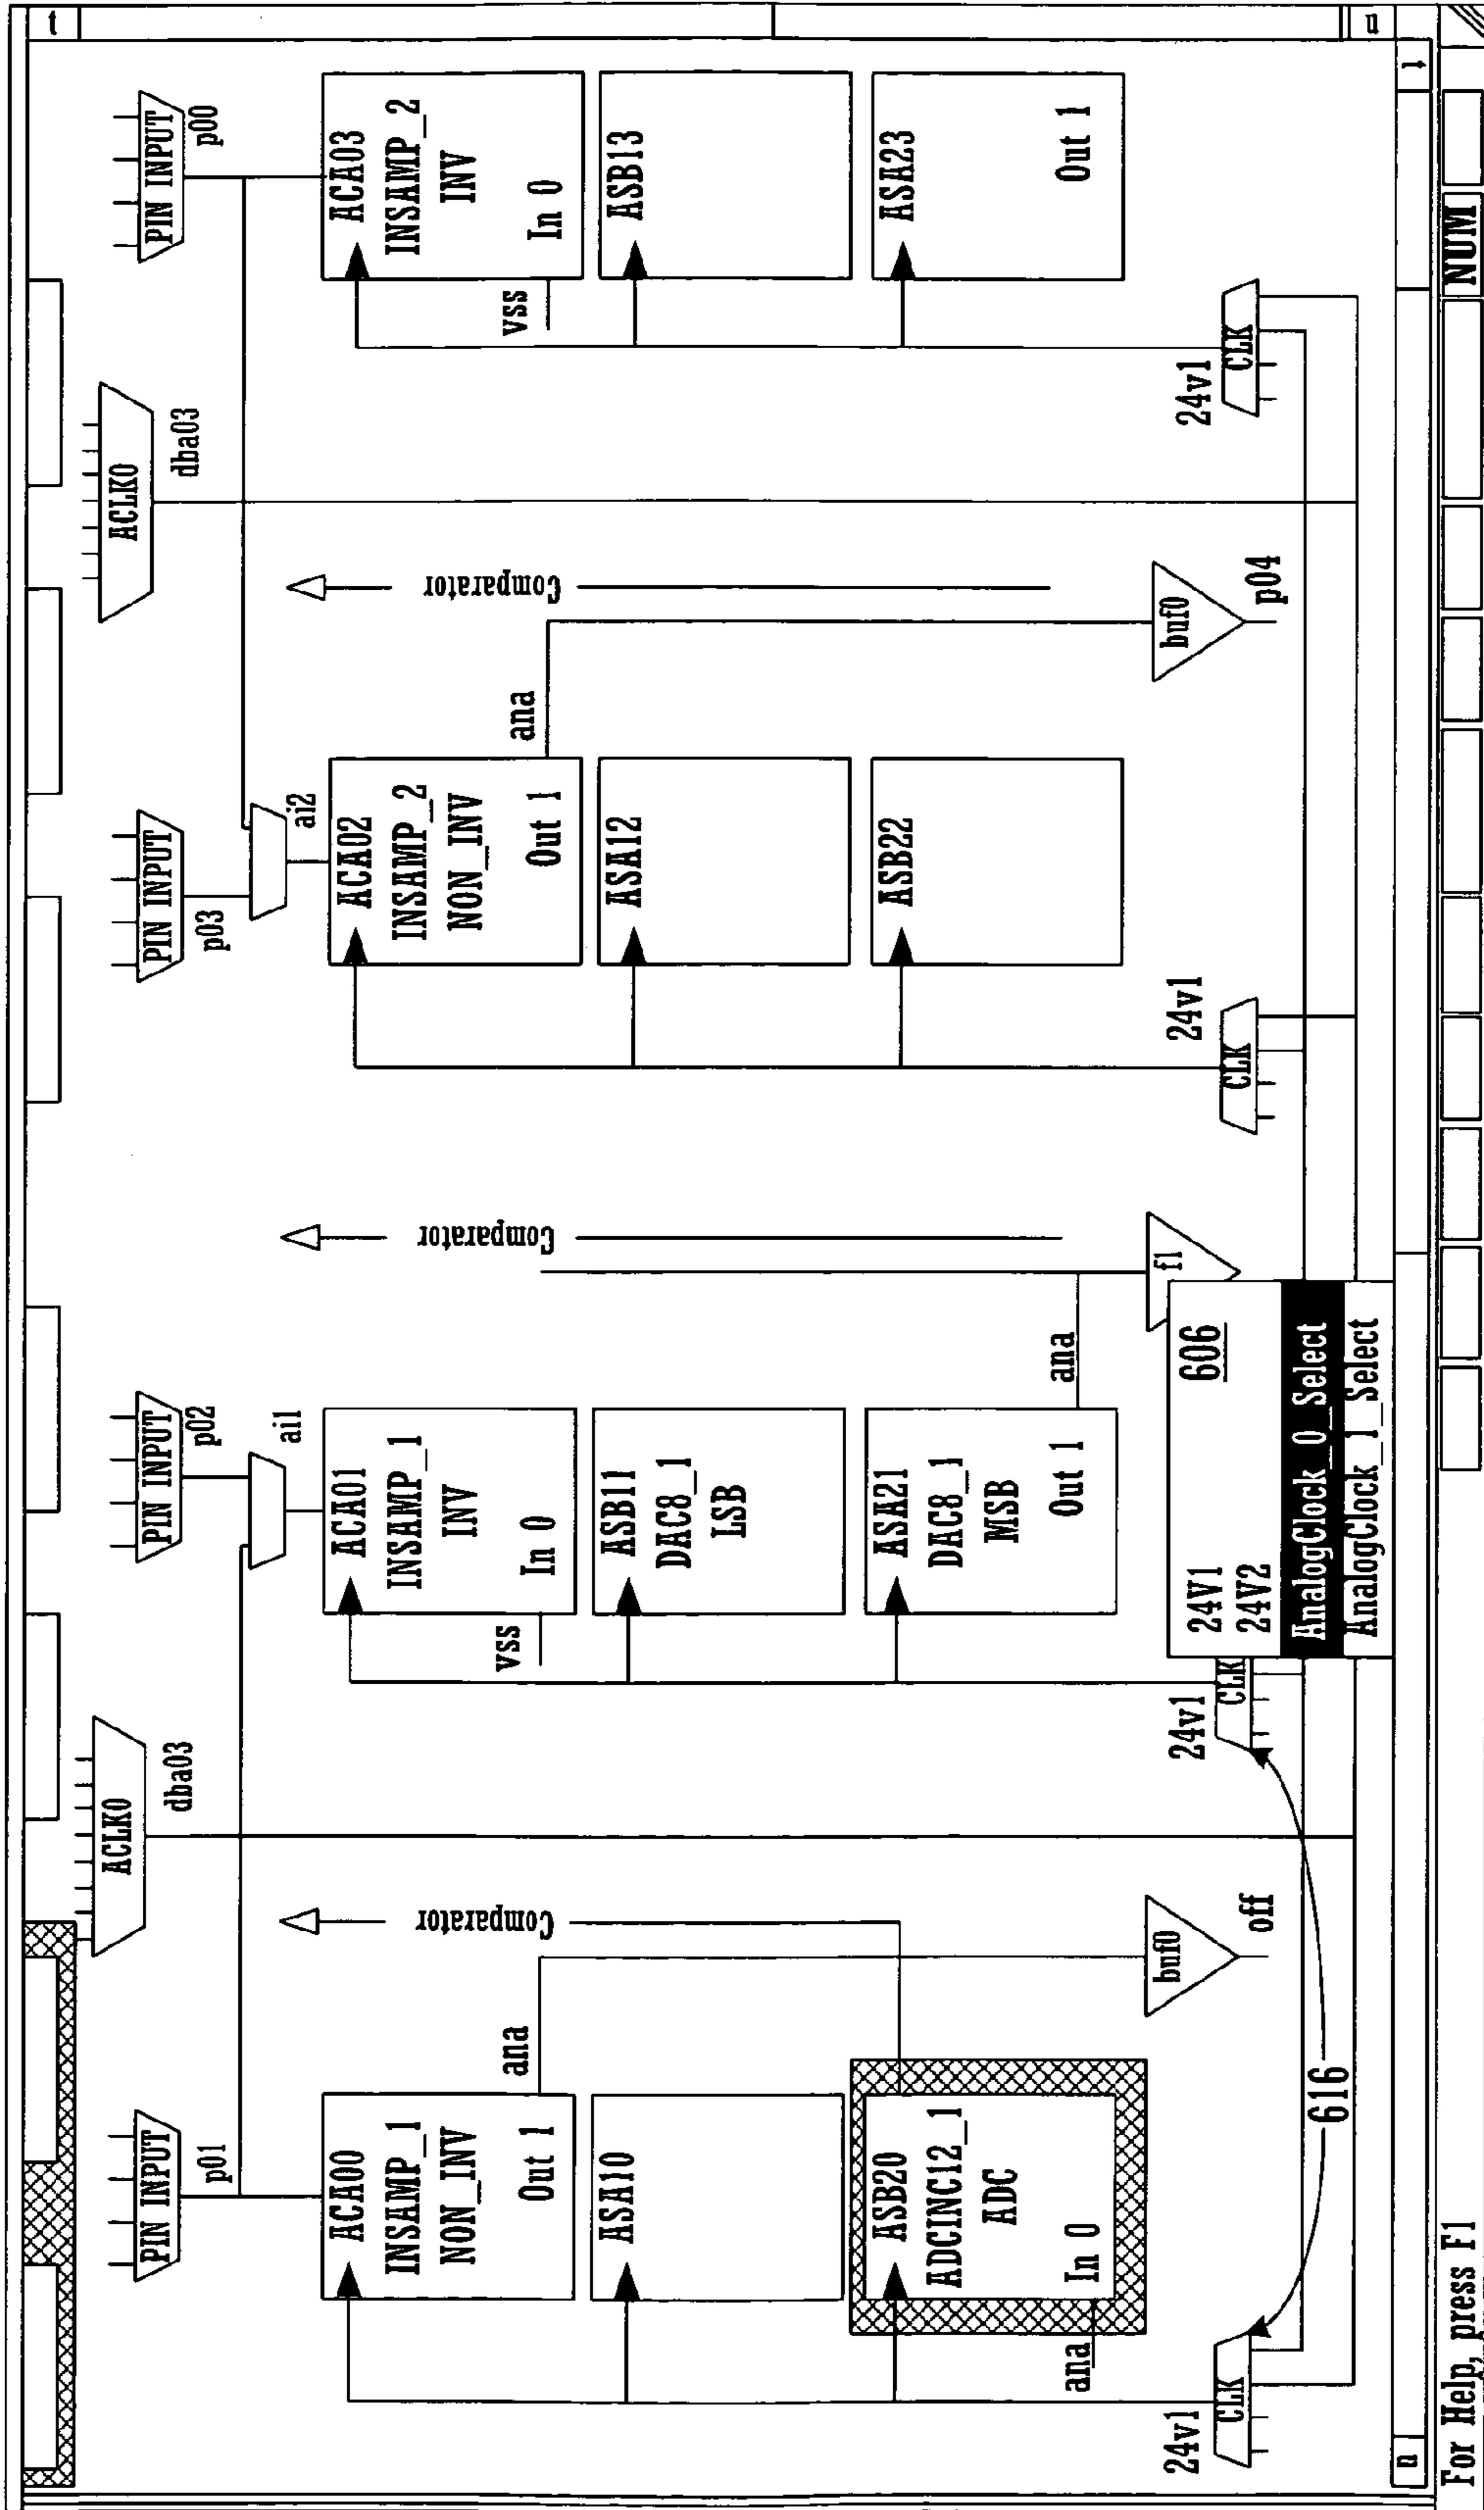 t
PIN INPUT
p01
ACLK0
dba03
PIN INPUT
p02
PIN INPUT
p03
ACLK0
dba03
PIN INPUT
p00
ai1
ai2
ACA00
INSAMP_1
NON_INV
Out 1
ana
Comparator
ACA01
INSAMP_1
INV
In 0
vss
Comparator
ACA02
INSAMP_2
NON_INV
Out 1
ana
Comparator
ACA03
INSAMP_2
INV
In 0
vss
ASA10
ASB11
DAC8_1
LSB
ASA12
ASB13
ASB20
ADCINC12_1
ADC
In 0
ana
ASA21
DAC8_1
MSB
Out 1
ana
ASB22
ASA23
Out 1
buf0
off
f1
buf0
p04
24v1
CLK
24v1
CLK
24v1
CLK
24v1
CLK
606
24V1
24V2
AnalogClock_0_Select
AnalogClock_1_Select
616
u
n
t
For Help, press F1
NUM